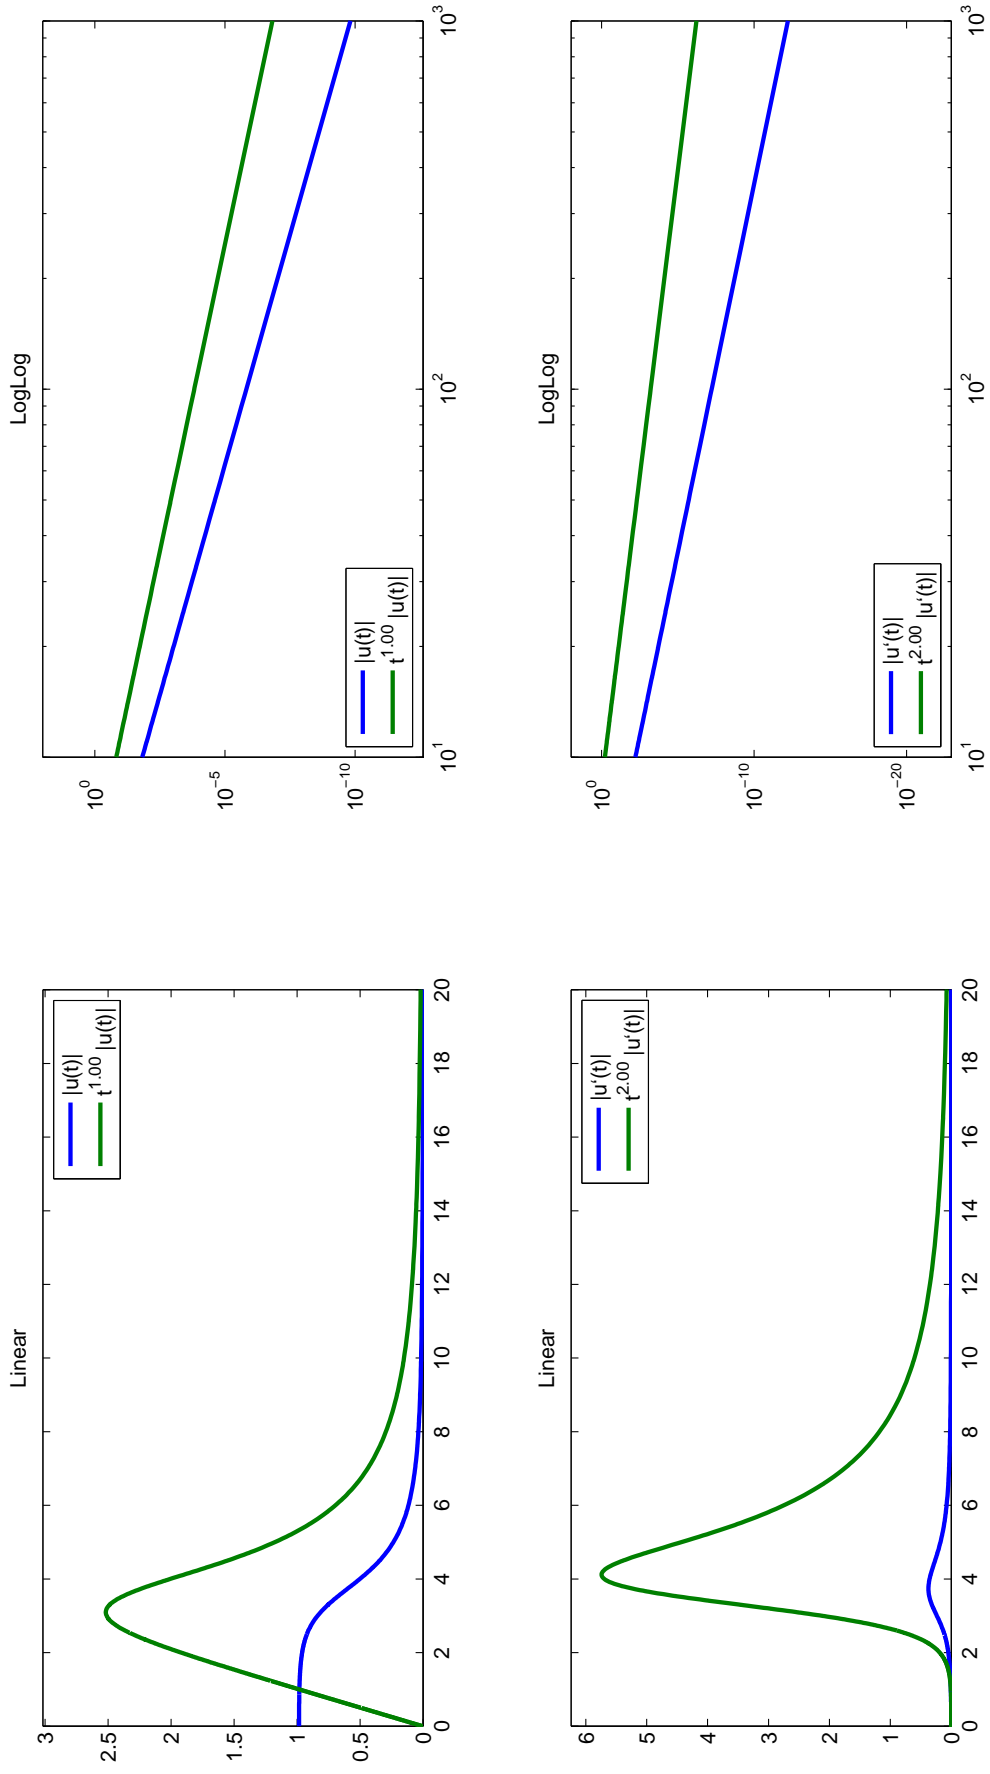 Linear
3
2.5
2
1.5
1
0.5
0
0 2 4 6 8 10 12 14 16 18 20
|u(t)|
t^1.00 |u(t)|
LogLog
10^0
10^−5
10^−10
10^1 10^2 10^3
|u(t)|
t^1.00 |u(t)|
Linear
6
5
4
3
2
1
0
0 2 4 6 8 10 12 14 16 18 20
|u‘(t)|
t^2.00 |u‘(t)|
LogLog
10^0
10^−10
10^−20
10^1 10^2 10^3
|u‘(t)|
t^2.00 |u‘(t)|